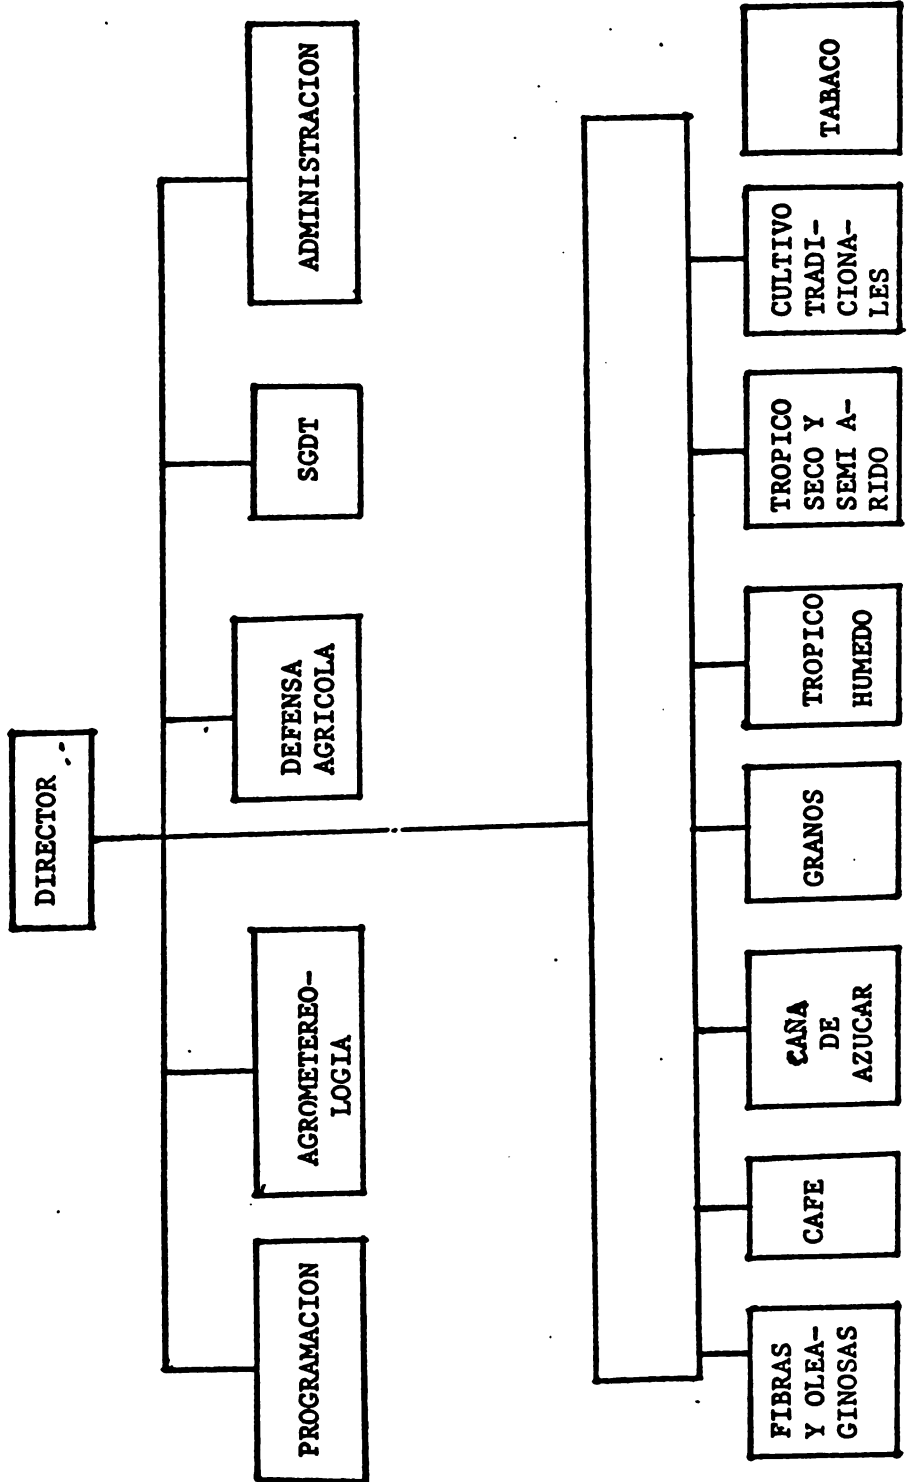 DIRECTOR
PROGRAMACION
AGROMETEREO-
LOGIA
DEFENSA
AGRICOLA
SGDT
ADMINISTRACION
FIBRAS
Y OLEA-
GINOSAS
CAFE
CAÑA
DE
AZUCAR
GRANOS
TROPICO
HUMEDO
TROPICO
SECO Y
SEMI A-
RIDO
CULTIVO
TRADI-
CIONA-
LES
TABACO